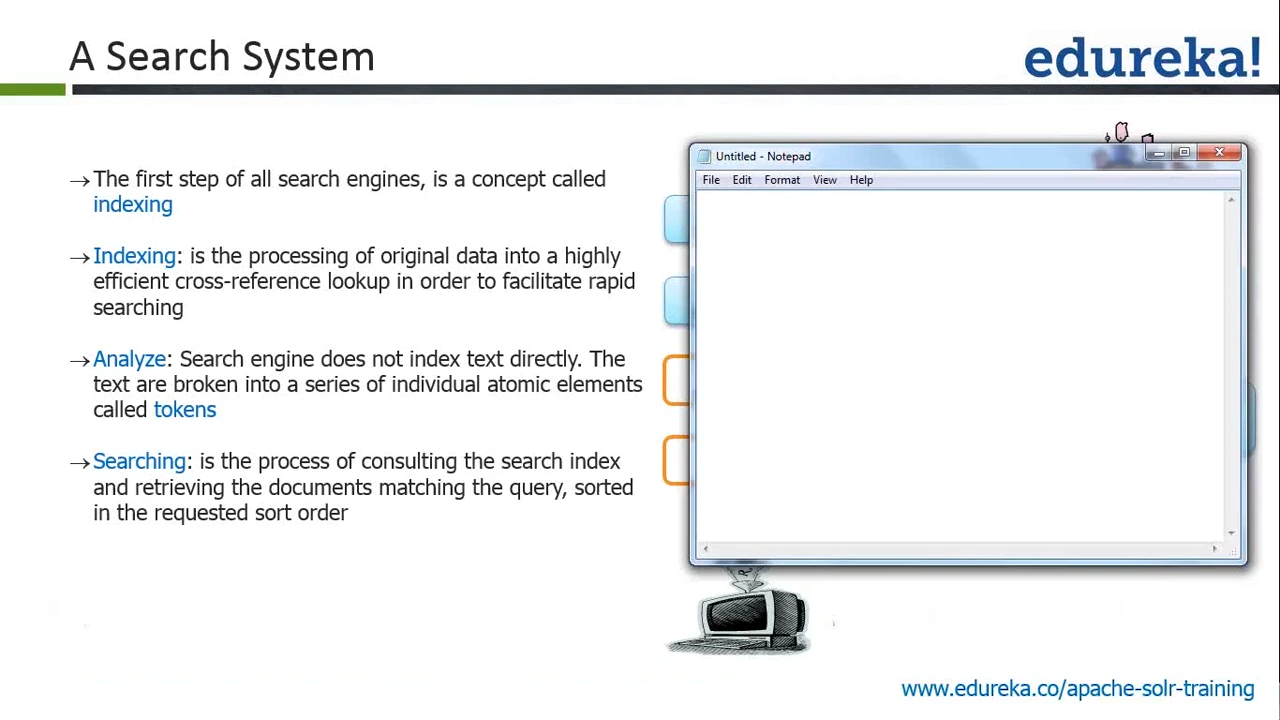 A Search System
edureka!
→The first step of all search engines, is a concept called
indexing
→Indexing: is the processing of original data into a highly
efficient cross-reference lookup in order to facilitate rapid
searching
→Analyze: Search engine does not index text directly. The
text are broken into a series of individual atomic elements
called tokens
→Searching: is the process of consulting the search index
and retrieving the documents matching the query, sorted
in the requested sort order
Untitled - Notepad
File Edit Format View Help
www.edureka.co/apache-solr-training